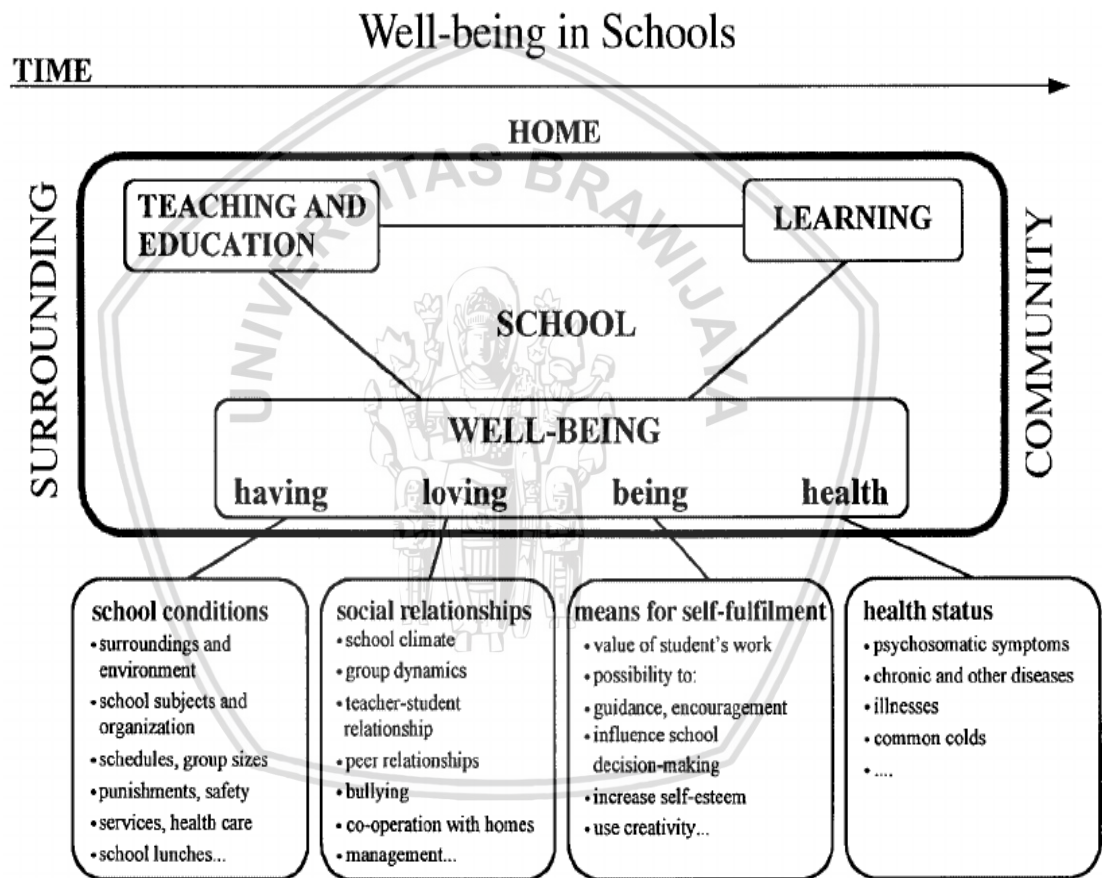 Well-being in Schools
TIME
HOME
SURROUNDING
COMMUNITY
TEACHING AND
EDUCATION
LEARNING
SCHOOL
WELL-BEING
having loving being health
school conditions
• surroundings and
environment
• school subjects and
organization
• schedules, group sizes
• punishments, safety
• services, health care
• school lunches...
social relationships
• school climate
• group dynamics
• teacher-student
relationship
• peer relationships
• bullying
• co-operation with homes
• management...
means for self-fulfilment
• value of student's work
• possibility to:
• guidance, encouragement
• influence school
decision-making
• increase self-esteem
• use creativity...
health status
• psychosomatic symptoms
• chronic and other diseases
• illnesses
• common colds
• ....
UNIVERSITAS BRAWIJAYA